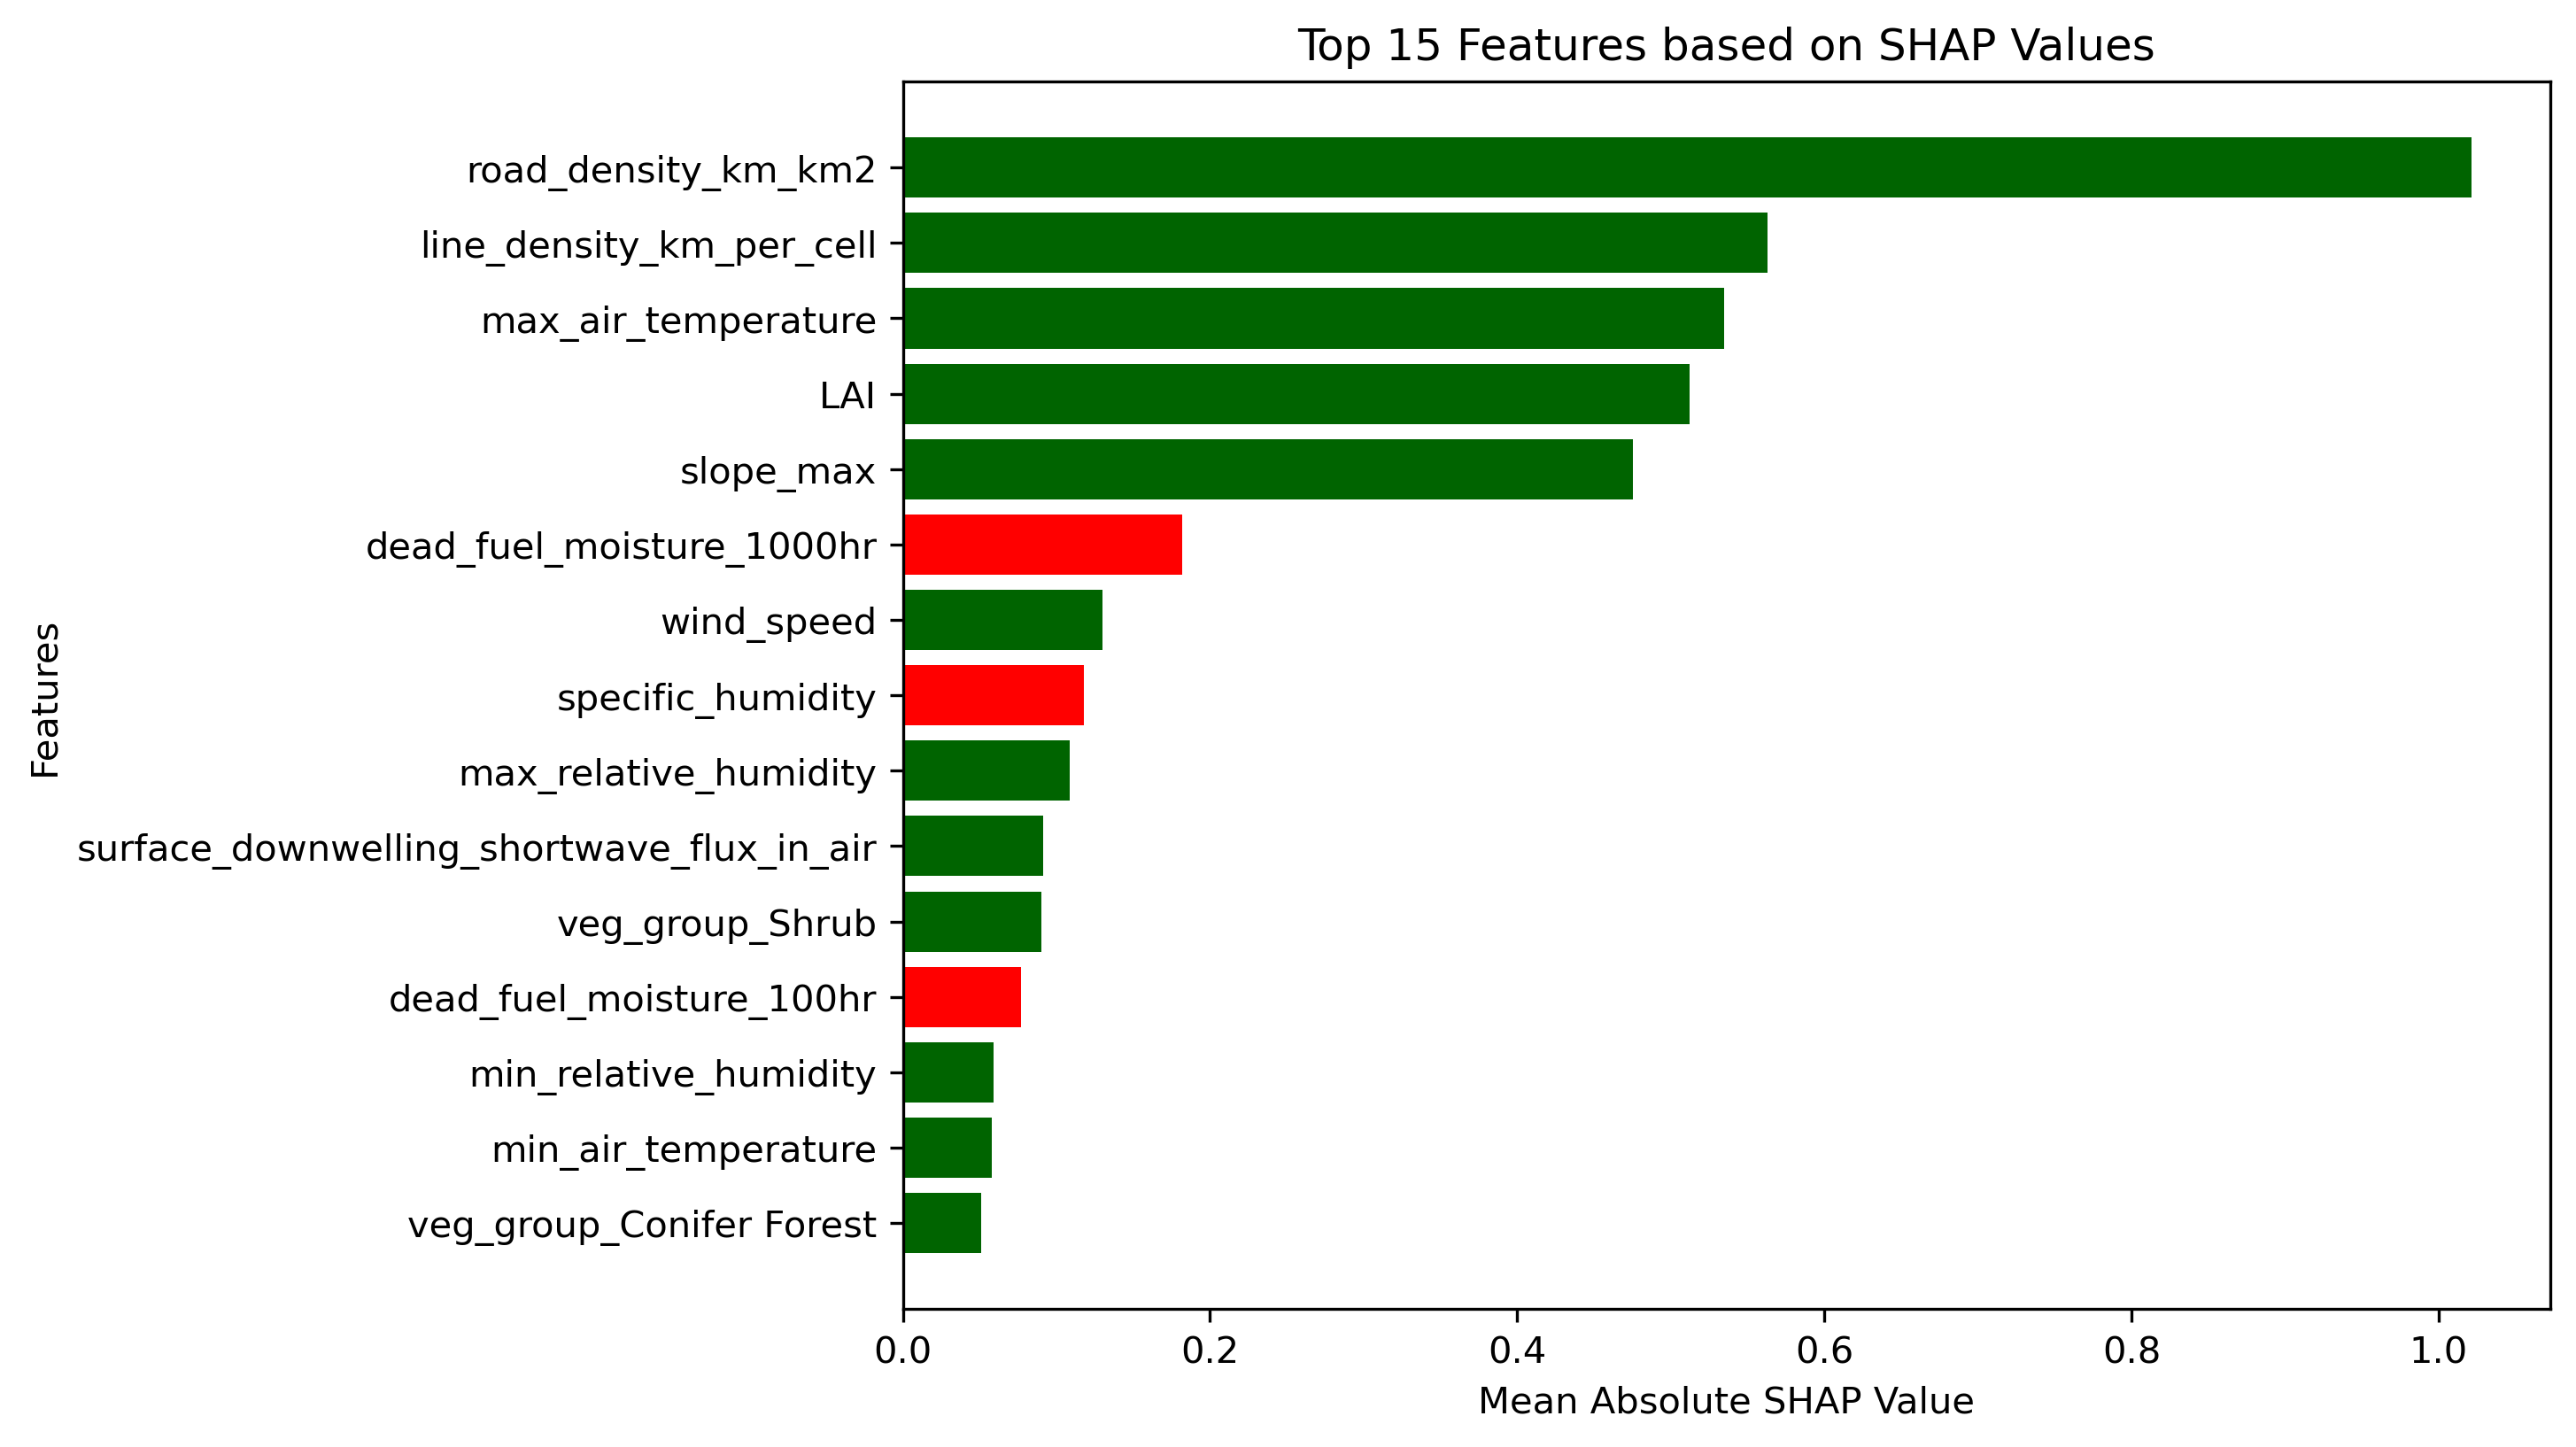 Top 15 Features based on SHAP Values
road_density_km_km2
line_density_km_per_cell
max_air_temperature
LAI
slope_max
dead_fuel_moisture_1000hr
wind_speed
specific_humidity
max_relative_humidity
surface_downwelling_shortwave_flux_in_air
veg_group_Shrub
dead_fuel_moisture_100hr
min_relative_humidity
min_air_temperature
veg_group_Conifer Forest
Features
0.0 0.2 0.4 0.6 0.8 1.0
Mean Absolute SHAP Value